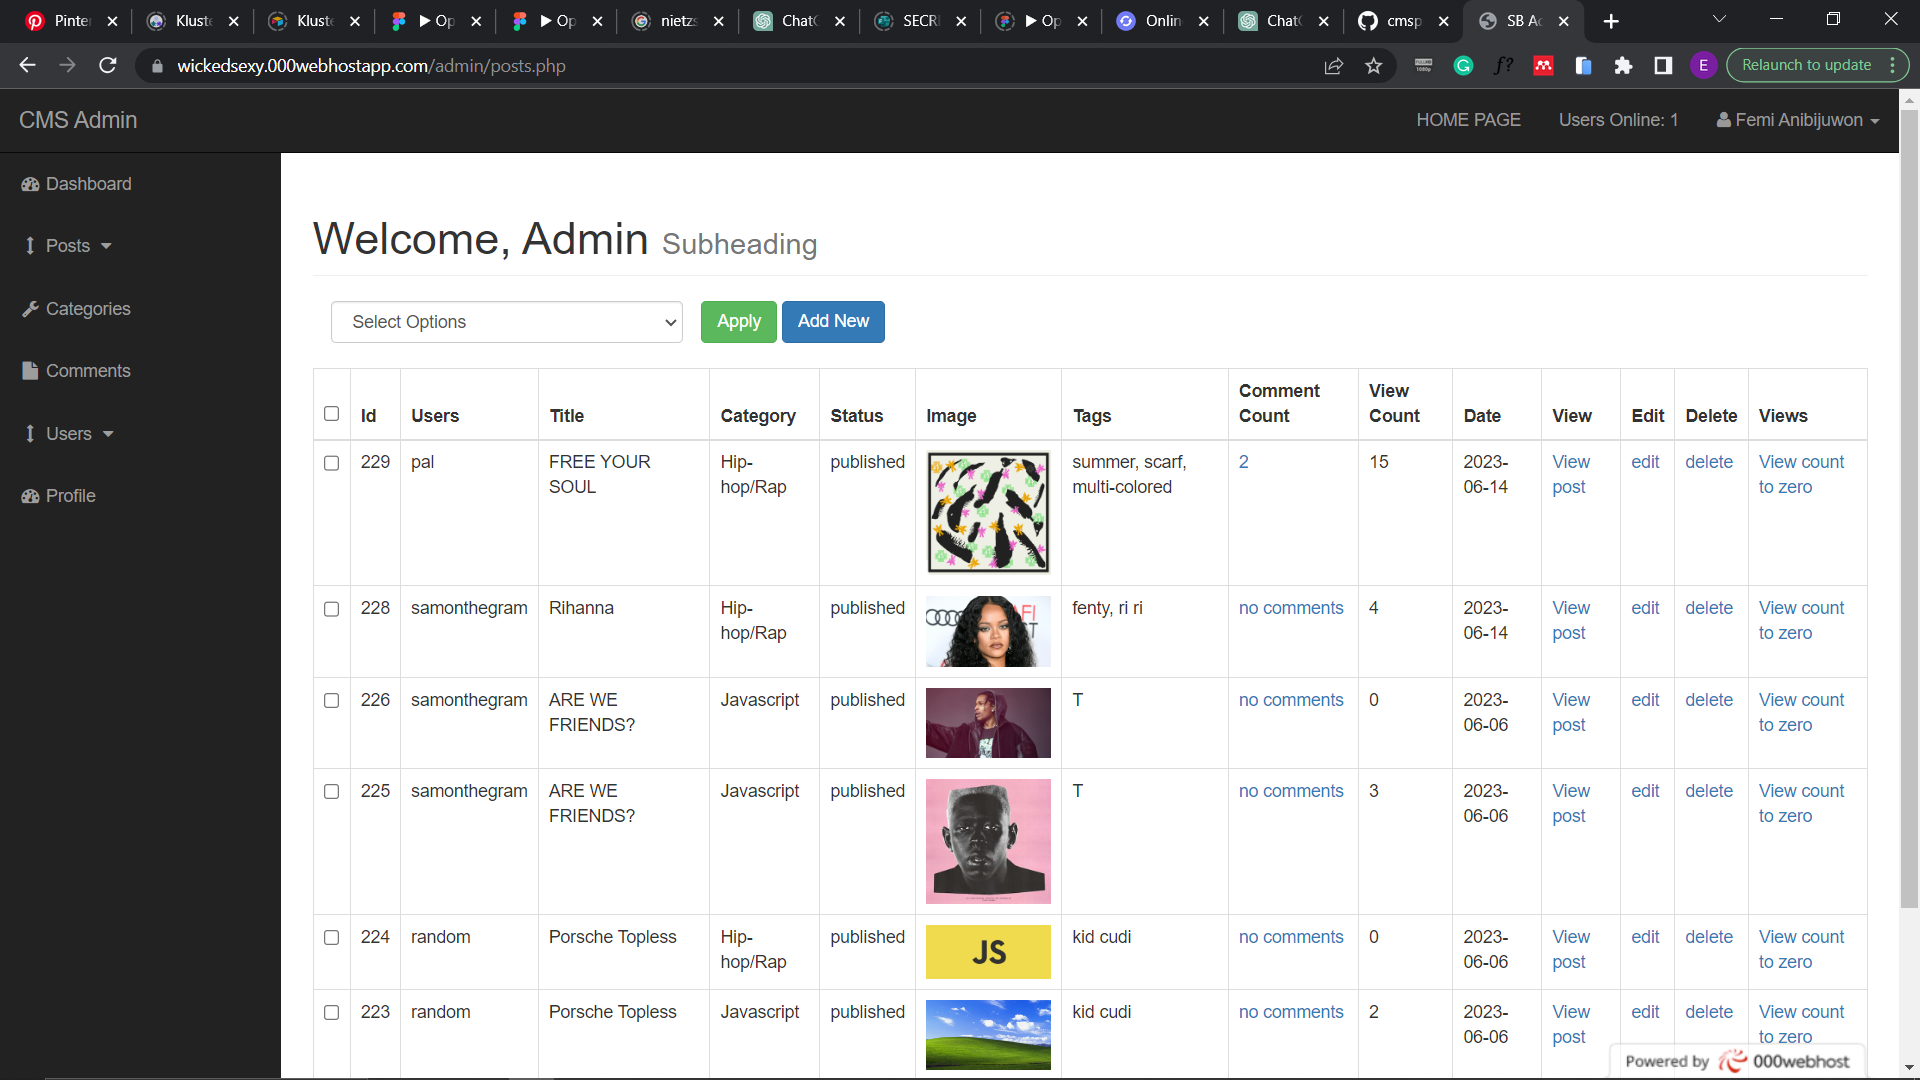 Pinter Kluste Kluste ▶ Op ▶ Op nietzs ChatG SECRE ▶ Op Onlin ChatG cmsp SB Ad
wickedsexy.000webhostapp.com/admin/posts.php E Relaunch to update
CMS Admin HOME PAGE Users Online: 1 Femi Anibijuwon
Dashboard
Posts
Categories
Comments
Users
Profile
Welcome, Admin Subheading
Select Options Apply Add New
Id Users Title Category Status Image Tags Comment Count View Count Date View Edit Delete Views
229 pal FREE YOUR SOUL Hip-hop/Rap published summer, scarf, multi-colored 2 15 2023-06-14 View post edit delete View count to zero
228 samonthegram Rihanna Hip-hop/Rap published fenty, ri ri no comments 4 2023-06-14 View post edit delete View count to zero
226 samonthegram ARE WE FRIENDS? Javascript published T no comments 0 2023-06-06 View post edit delete View count to zero
225 samonthegram ARE WE FRIENDS? Javascript published T no comments 3 2023-06-06 View post edit delete View count to zero
224 random Porsche Topless Hip-hop/Rap published JS kid cudi no comments 0 2023-06-06 View post edit delete View count to zero
223 random Porsche Topless Javascript published kid cudi no comments 2 2023-06-06 View post edit delete View count to zero
Powered by 000webhost